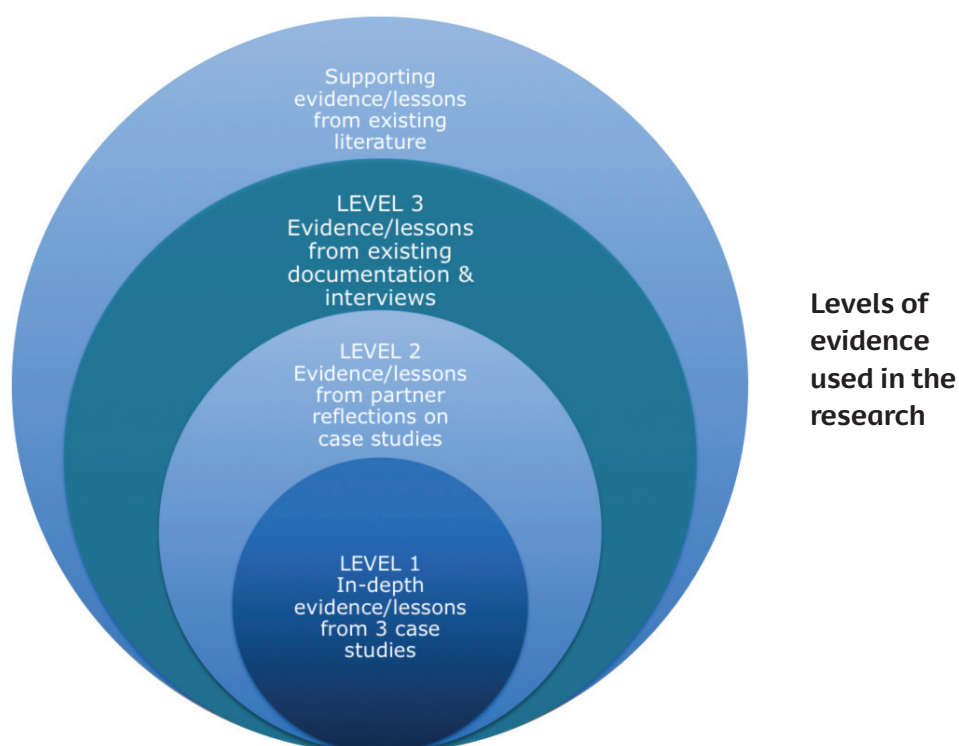 Supporting
evidence/lessons
from existing
literature
LEVEL 3
Evidence/lessons
from existing
documentation &
interviews
LEVEL 2
Evidence/lessons
from partner
reflections on
case studies
LEVEL 1
In-depth
evidence/lessons
from 3 case
studies
Levels of
evidence
used in the
research